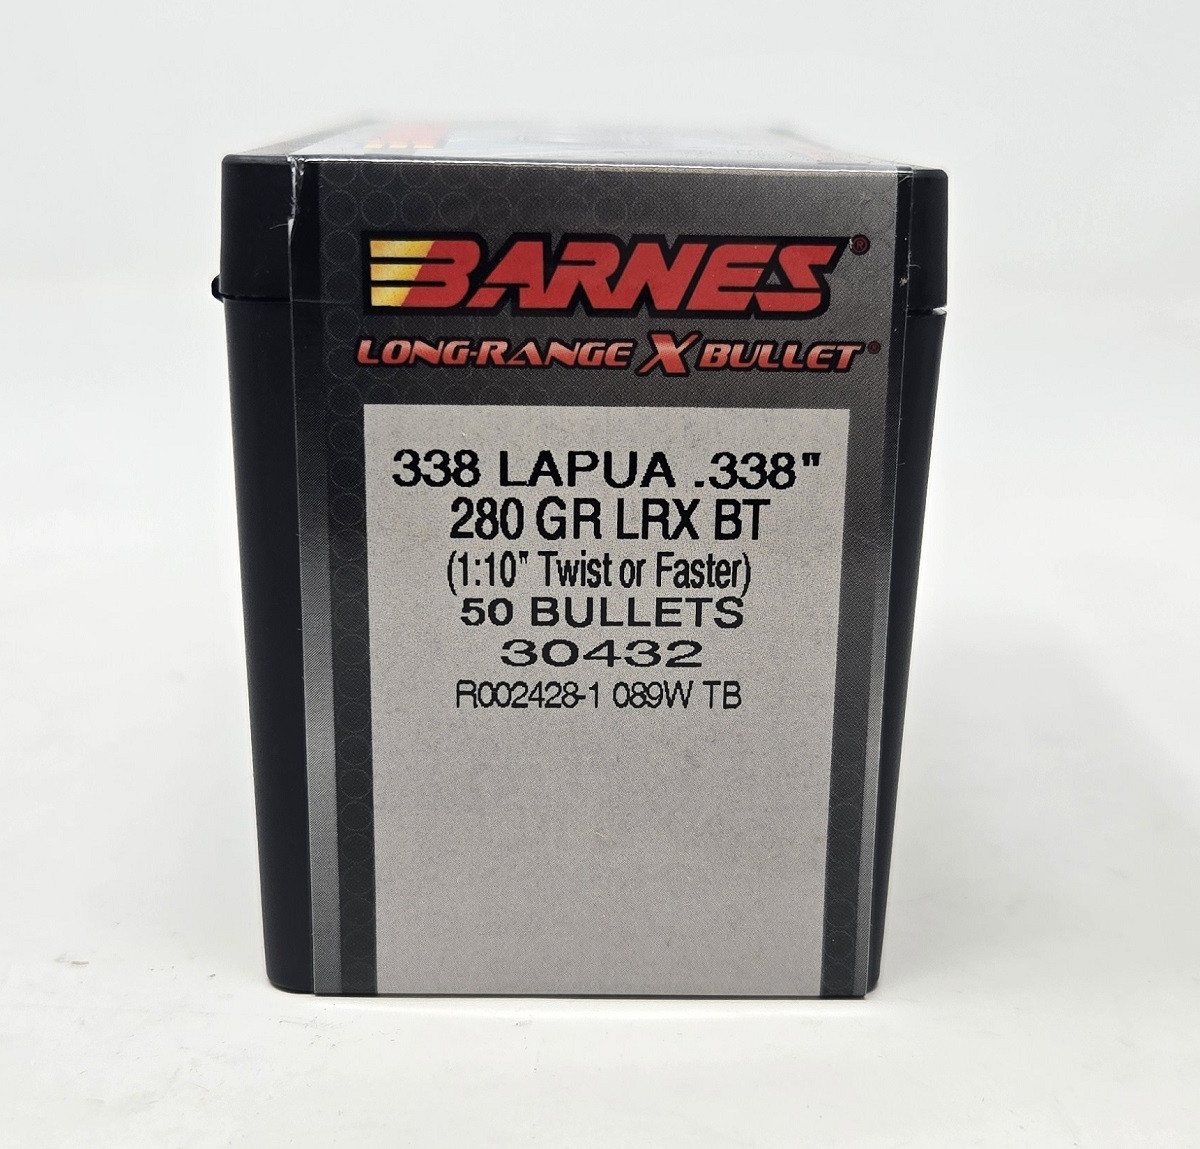 BARNES®
LONG-RANGE X BULLET®
338 LAPUA .338"
280 GR LRX BT
(1:10" Twist or Faster)
50 BULLETS
30432
R002428-1 089W TB